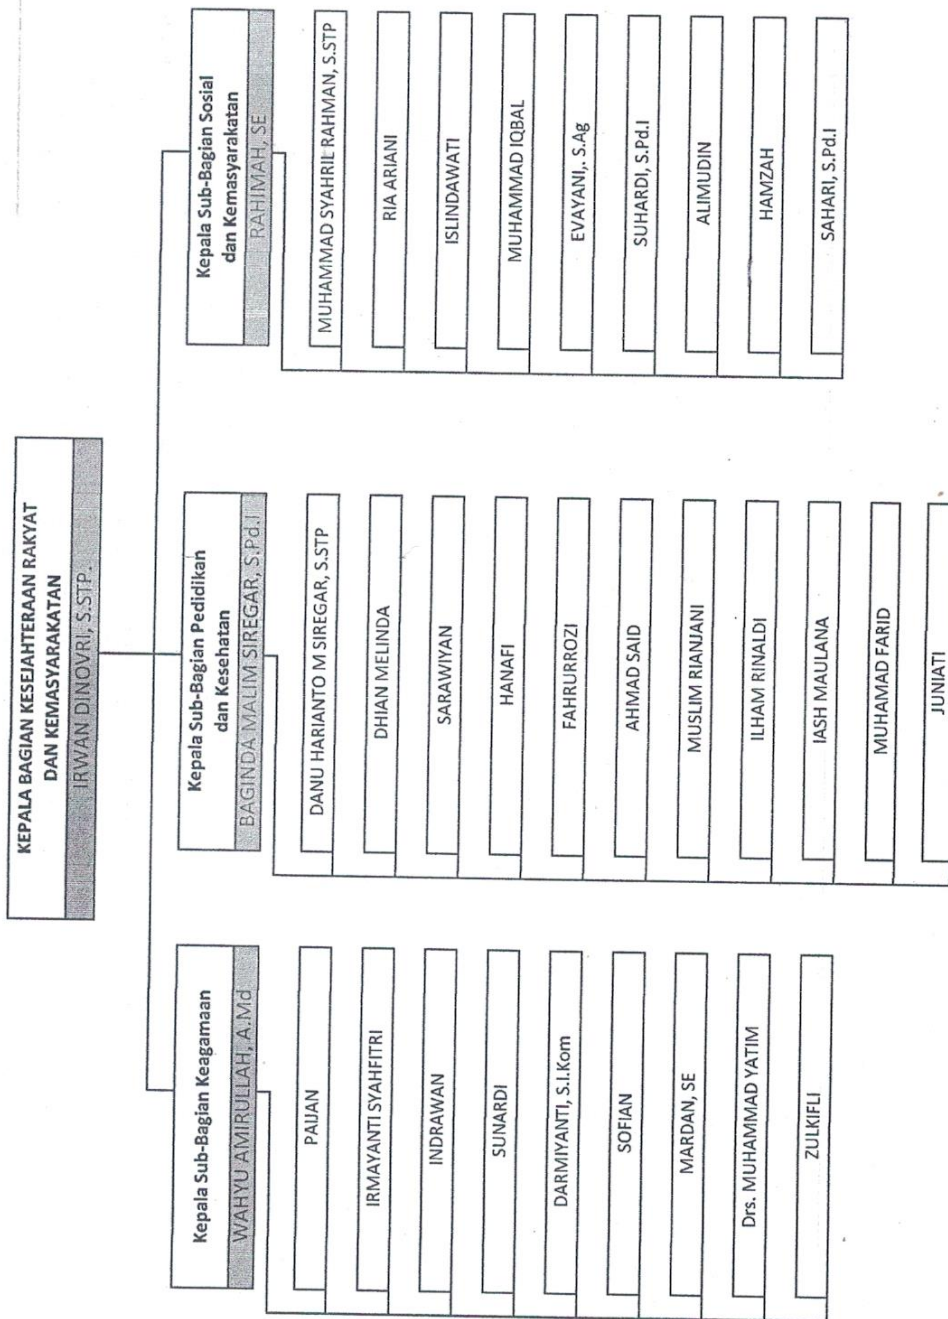 KEPALA BAGIAN KESEJAHTERAAN RAKYAT
DAN KEMASYARAKATAN
IRWAN DINOVRI, S.STP.
Kepala Sub-Bagian Keagamaan
WAHYU AMIRULLAH, A.Md
PAIJAN
IRMAYANTI SYAHFITRI
INDRAWAN
SUNARDI
DARMIYANTI, S.I.Kom
SOFIAN
MARDAN, SE
Drs. MUHAMMAD YATIM
ZULKIFLI
Kepala Sub-Bagian Pedidikan
dan Kesehatan
BAGINDA MALIM SIREGAR, S.Pd.I
DANU HARIANTO M SIREGAR, S.STP
DHIAN MELINDA
SARAWIYAN
HANAFI
FAHRURROZI
AHMAD SAID
MUSLIM RIANJANI
ILHAM RINALDI
IASH MAULANA
MUHAMAD FARID
JUNIATI
Kepala Sub-Bagian Sosial
dan Kemasyarakatan
RAHIMAH, SE
MUHAMMAD SYAHRIL RAHMAN, S.STP
RIA ARIANI
ISLINDAWATI
MUHAMMAD IQBAL
EVAYANI,. S.Ag
SUHARDI, S.Pd.I
ALIMUDIN
HAMZAH
SAHARI, S.Pd.I